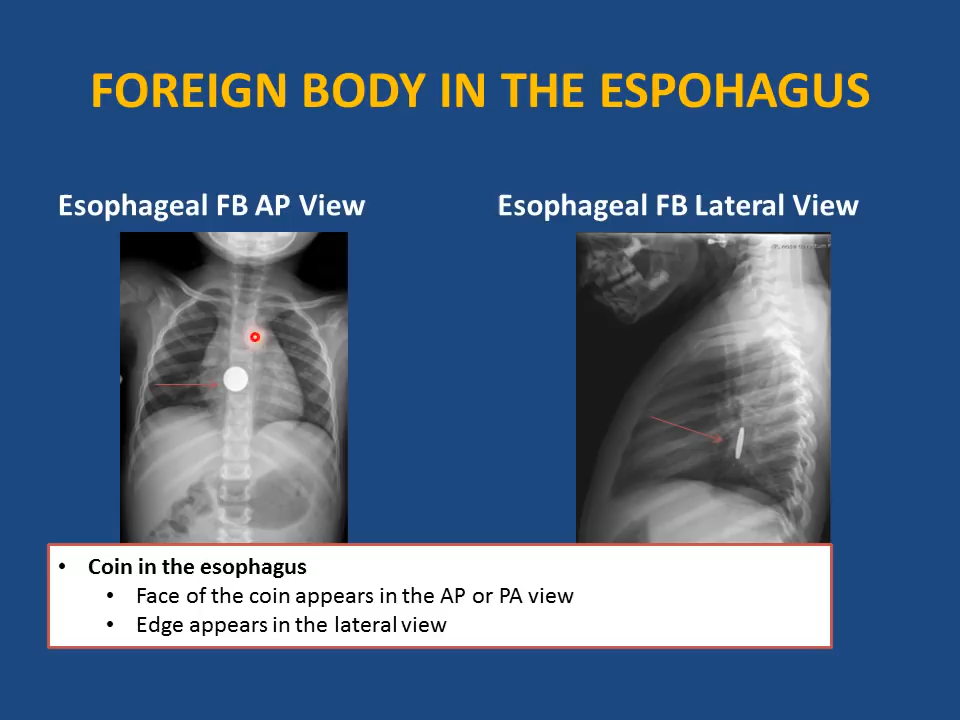 FOREIGN BODY IN THE ESPOHAGUS
Esophageal FB AP View
Esophageal FB Lateral View
• Coin in the esophagus
• Face of the coin appears in the AP or PA view
• Edge appears in the lateral view